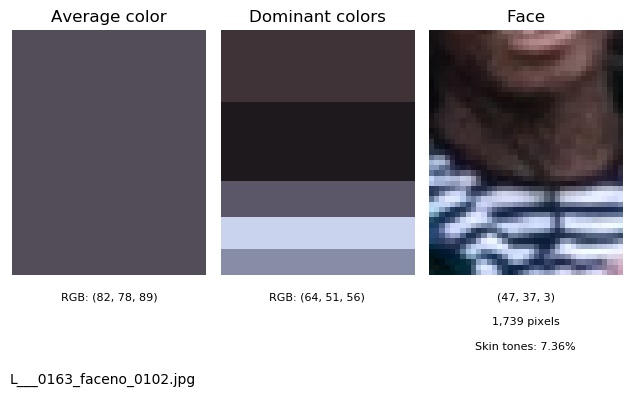 Average color
Dominant colors
Face
RGB: (82, 78, 89)
RGB: (64, 51, 56)
(47, 37, 3)
1,739 pixels
Skin tones: 7.36%
L___0163_faceno_0102.jpg